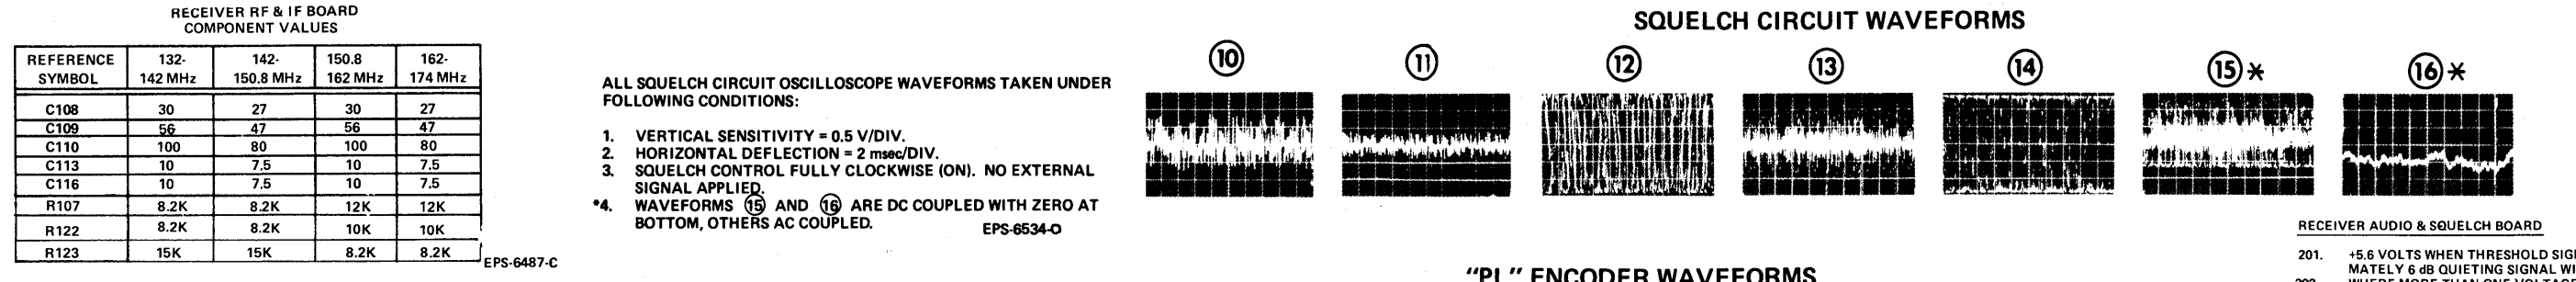 RECEIVER RF & IF BOARD
COMPONENT VALUES
REFERENCE SYMBOL 132-142 MHz 142-150.8 MHz 150.8 162 MHz 162-174 MHz
C108 30 27 30 27
C109 56 47 56 47
C110 100 80 100 80
C113 10 7.5 10 7.5
C116 10 7.5 10 7.5
R107 8.2K 8.2K 12K 12K
R122 8.2K 8.2K 10K 10K
R123 15K 15K 8.2K 8.2K
EPS-6487-C
ALL SQUELCH CIRCUIT OSCILLOSCOPE WAVEFORMS TAKEN UNDER
FOLLOWING CONDITIONS:
1. VERTICAL SENSITIVITY = 0.5 V/DIV.
2. HORIZONTAL DEFLECTION = 2 msec/DIV.
3. SQUELCH CONTROL FULLY CLOCKWISE (ON). NO EXTERNAL
SIGNAL APPLIED.
*4. WAVEFORMS 15 AND 16 ARE DC COUPLED WITH ZERO AT
BOTTOM, OTHERS AC COUPLED.
EPS-6534-O
SQUELCH CIRCUIT WAVEFORMS
10 11 12 13 14 15* 16*
"PL" ENCODER WAVEFORMS
RECEIVER AUDIO & SQUELCH BOARD
201. +5.6 VOLTS WHEN THRESHOLD
MATELY 6 dB QUIETING SIGNAL
WHERE MORE THAN ONE